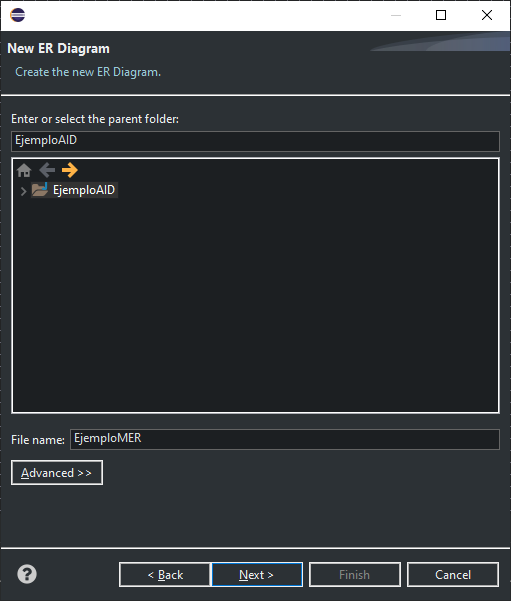 New ER Diagram
Create the new ER Diagram.
Enter or select the parent folder:
EjemploAID
EjemploAID
File name: EjemploMER
Advanced >>
? < Back Next > Finish Cancel